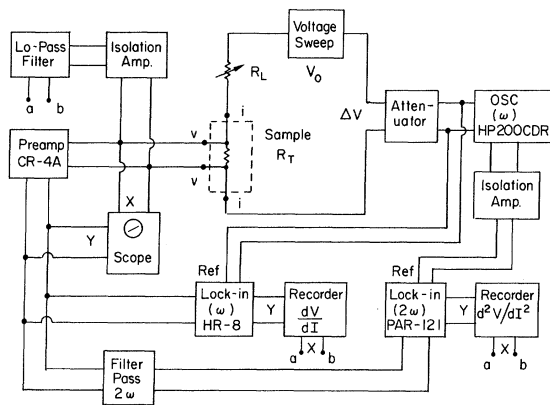 Lo-Pass
Filter
a
b
Isolation
Amp.
Voltage
Sweep
V₀
R_L
i
ΔV
Atten-
uator
OSC
(ω)
HP200CDR
Preamp
CR-4A
v
v
Sample
R_T
i
Isolation
Amp.
X
Y
Scope
Ref
Lock-in
(ω)
HR-8
Y
Recorder
dV
dI
a
X
b
Ref
Lock-in
(2ω)
PAR-121
Y
Recorder
d²V/dI²
a
X
b
Filter
Pass
2ω